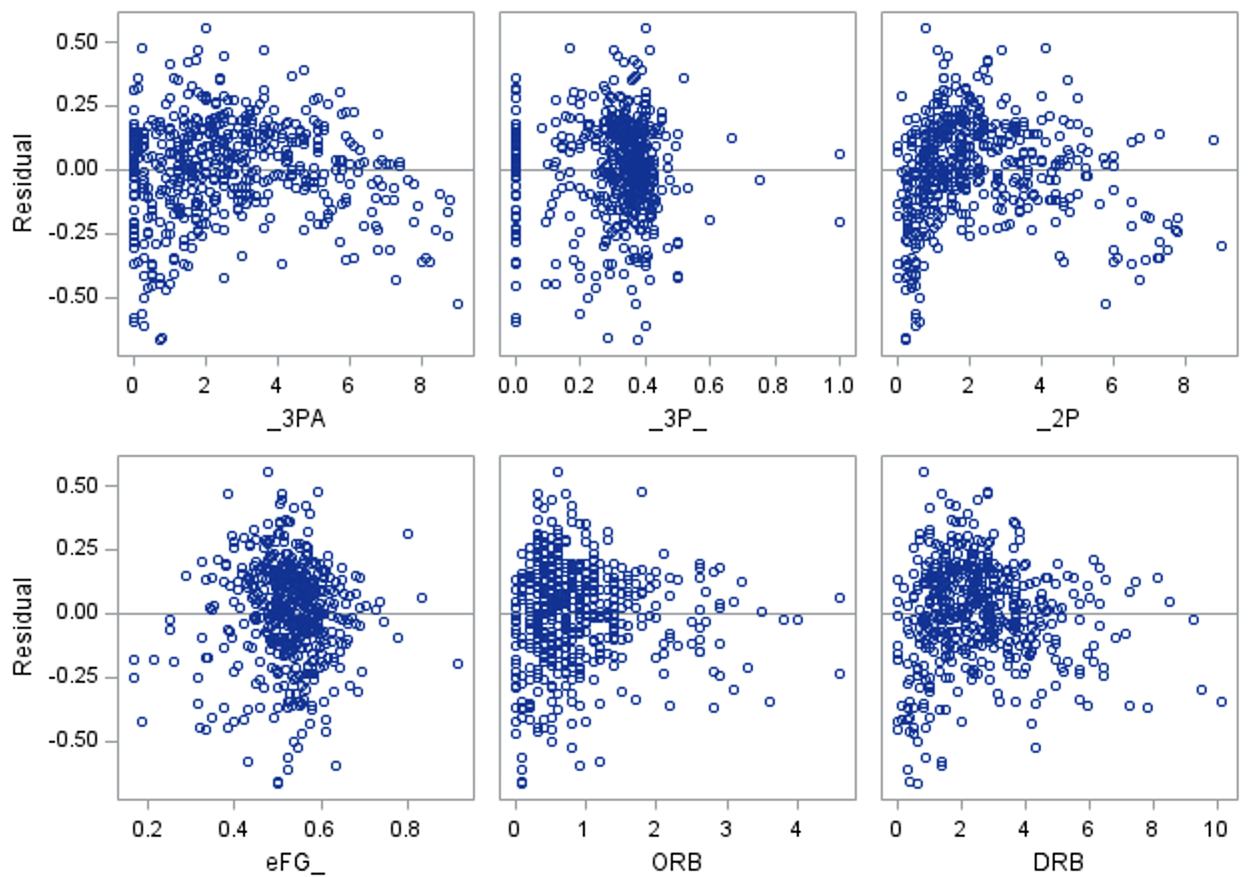 0.50
0.25
0.00
-0.25
-0.50
Residual
0 2 4 6 8
_3PA
0.0 0.2 0.4 0.6 0.8 1.0
_3P_
0 2 4 6 8
_2P
0.50
0.25
0.00
-0.25
-0.50
Residual
0.2 0.4 0.6 0.8
eFG_
0 1 2 3 4
ORB
0 2 4 6 8 10
DRB